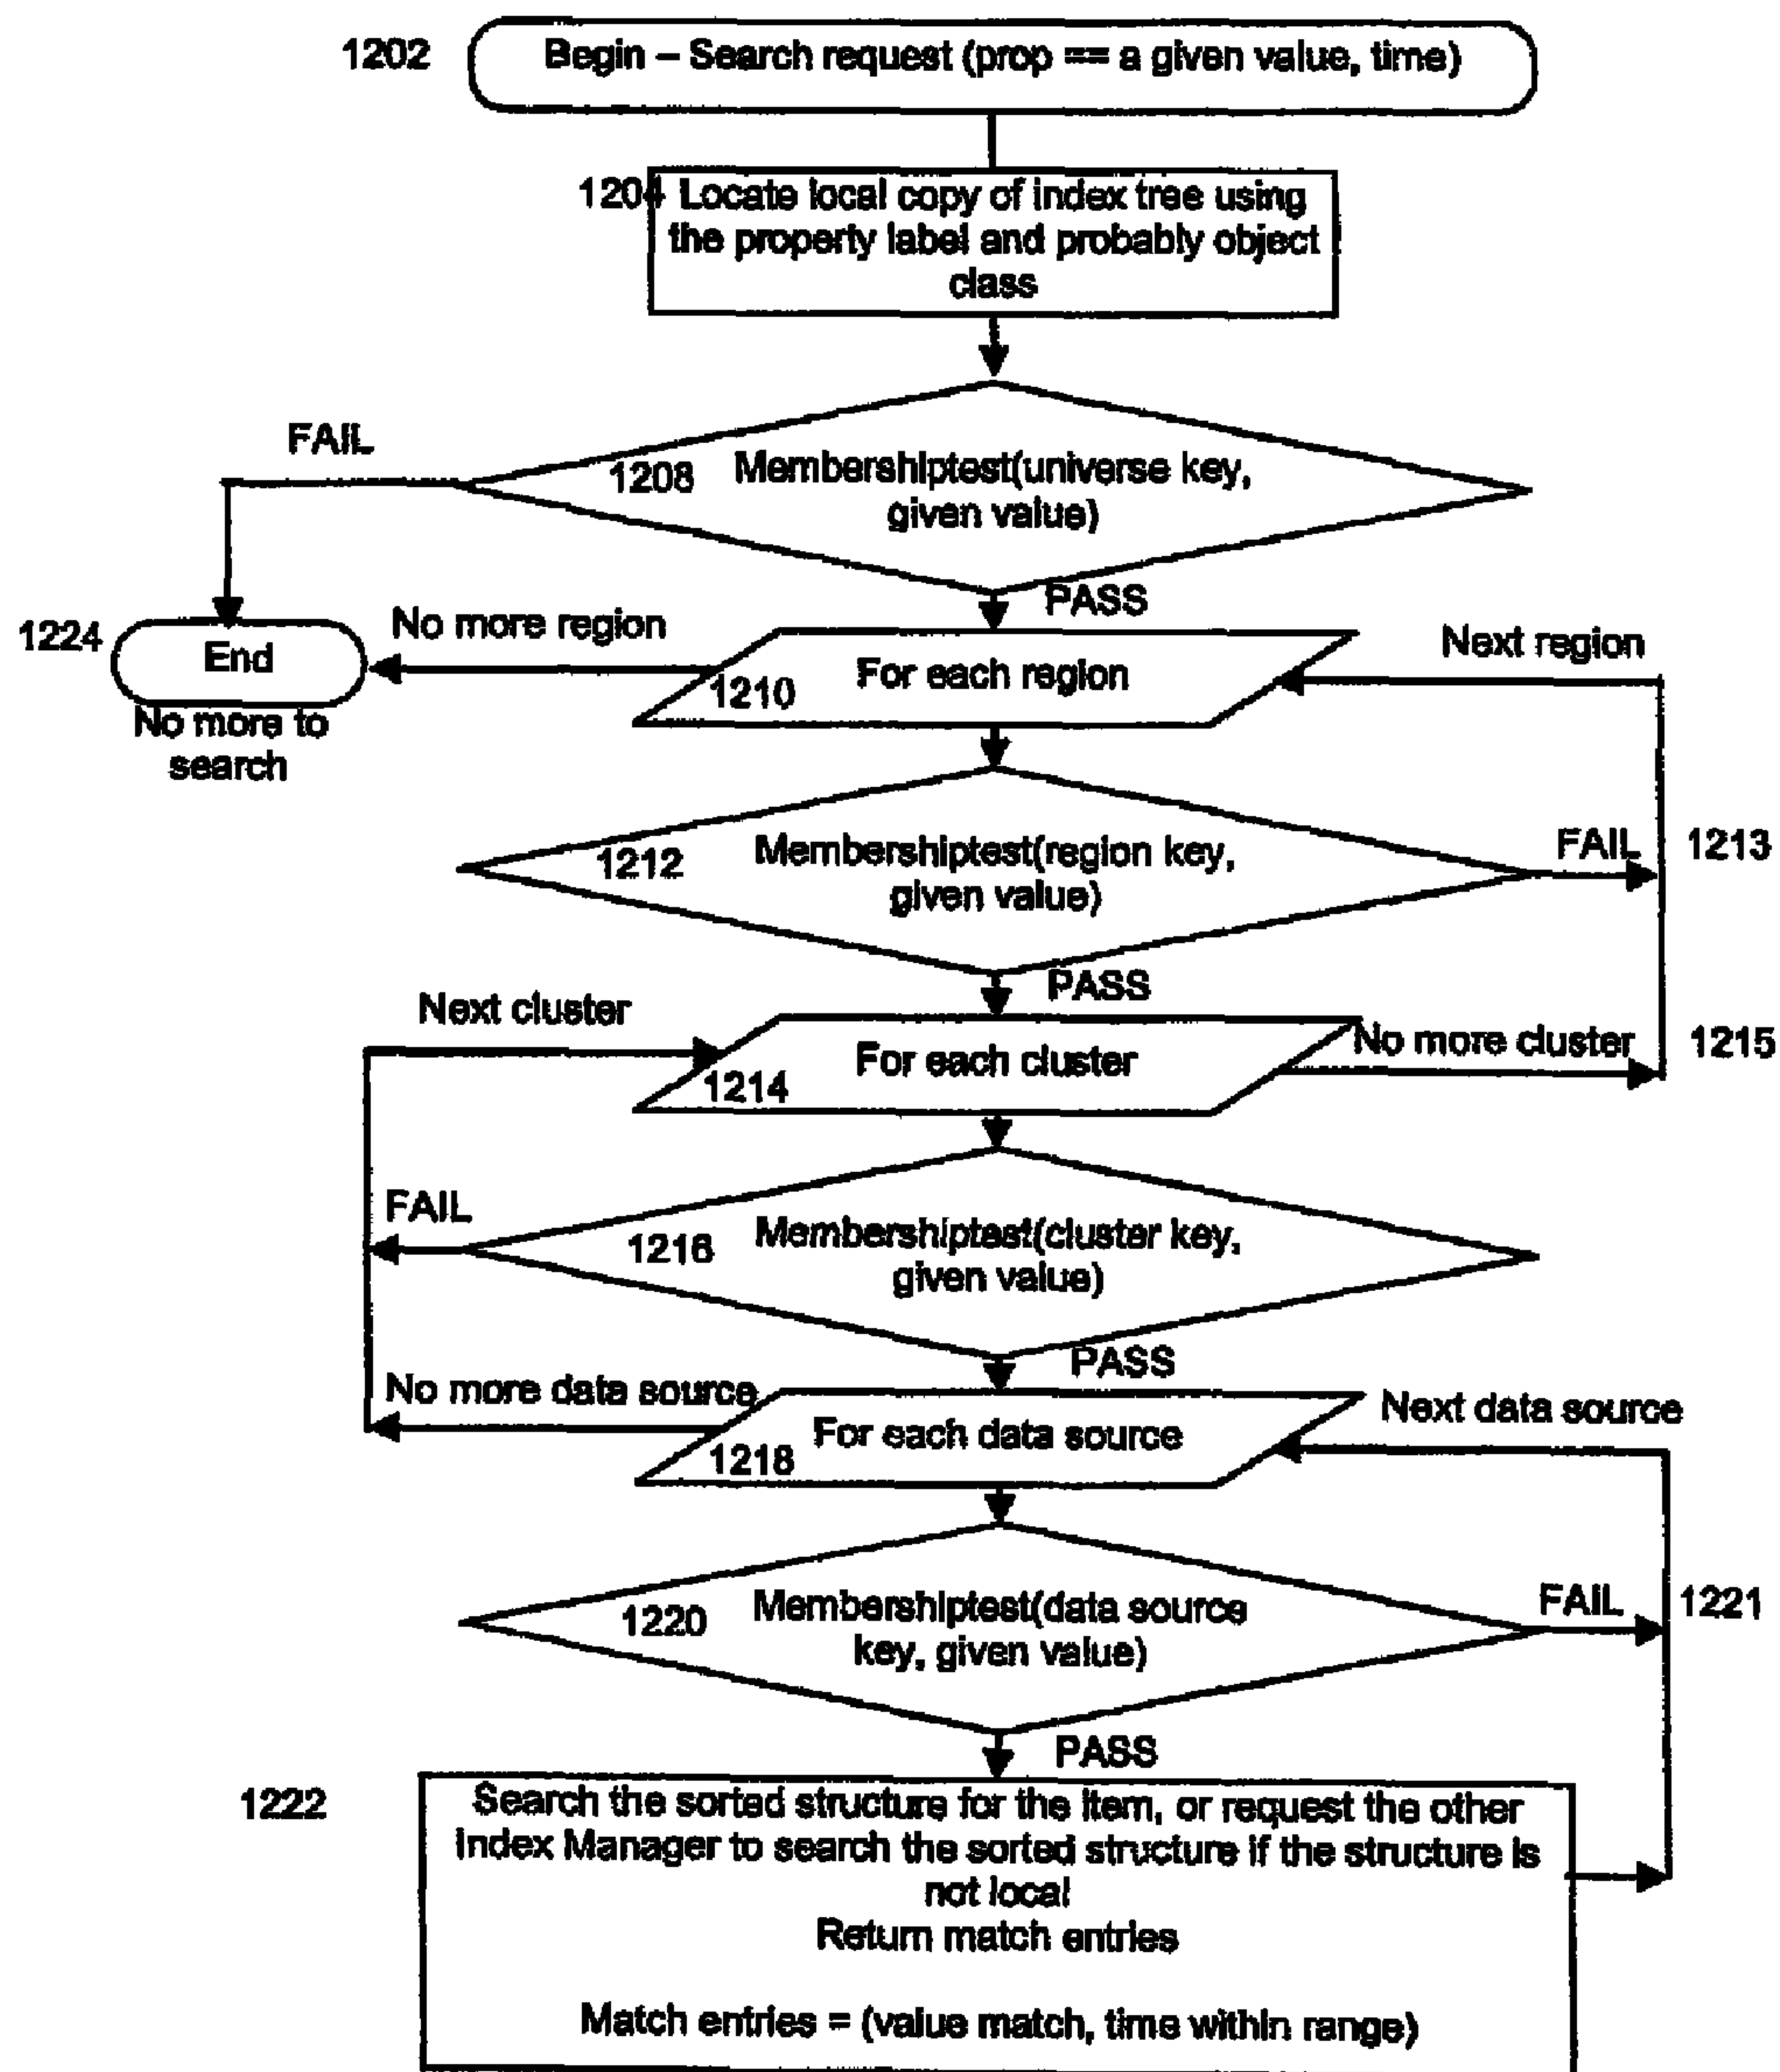 1202 Begin – Search request (prop == a given value, time)
1204 Locate local copy of index tree using
the property label and probably object
class
FAIL
1208 Membershiptest(universe key,
given value)
PASS
1224 End
No more to
search
No more region
1210 For each region
Next region
1212 Membershiptest(region key,
given value)
FAIL 1213
PASS
Next cluster
1214 For each cluster
No more cluster 1215
FAIL
1216 Membershiptest(cluster key,
given value)
PASS
No more data source
1218 For each data source
Next data source
1220 Membershiptest(data source
key, given value)
FAIL 1221
PASS
1222 Search the sorted structure for the item, or request the other
Index Manager to search the sorted structure if the structure is
not local
Return match entries
Match entries = (value match, time within range)